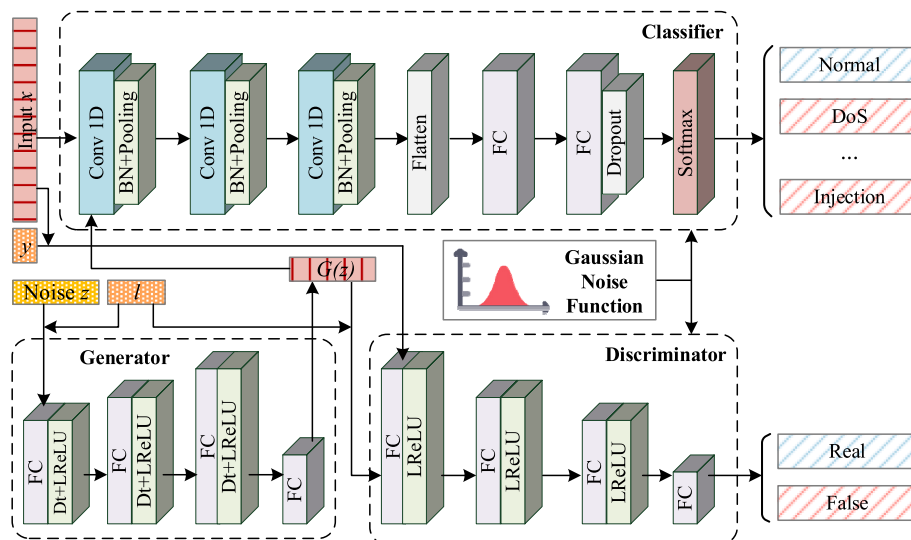 Classifier
Input x
Conv 1D
BN+Pooling
Conv 1D
BN+Pooling
Conv 1D
BN+Pooling
Flatten
FC
FC
Dropout
Softmax
Normal
DoS
...
Injection
y
G(z)
Gaussian
Noise
Function
Noise z
l
Generator
FC
Dt+LReLU
FC
Dt+LReLU
FC
Dt+LReLU
FC
Discriminator
FC
LReLU
FC
LReLU
FC
LReLU
FC
Real
False